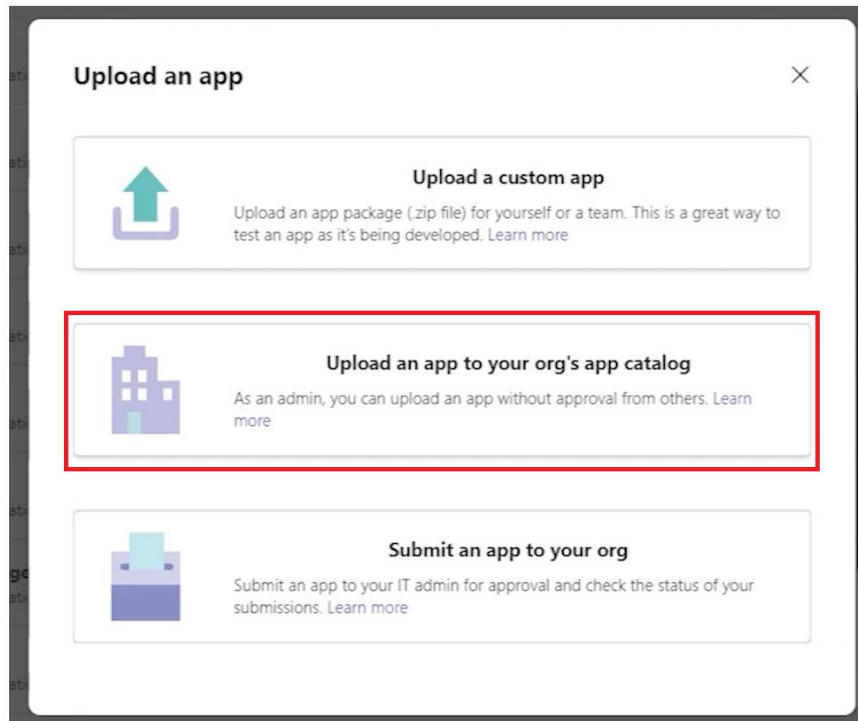 Upload an app
Upload a custom app
Upload an app package (.zip file) for yourself or a team. This is a great way to
test an app as it's being developed. Learn more
Upload an app to your org's app catalog
As an admin, you can upload an app without approval from others. Learn
more
Submit an app to your org
Submit an app to your IT admin for approval and check the status of your
submissions. Learn more